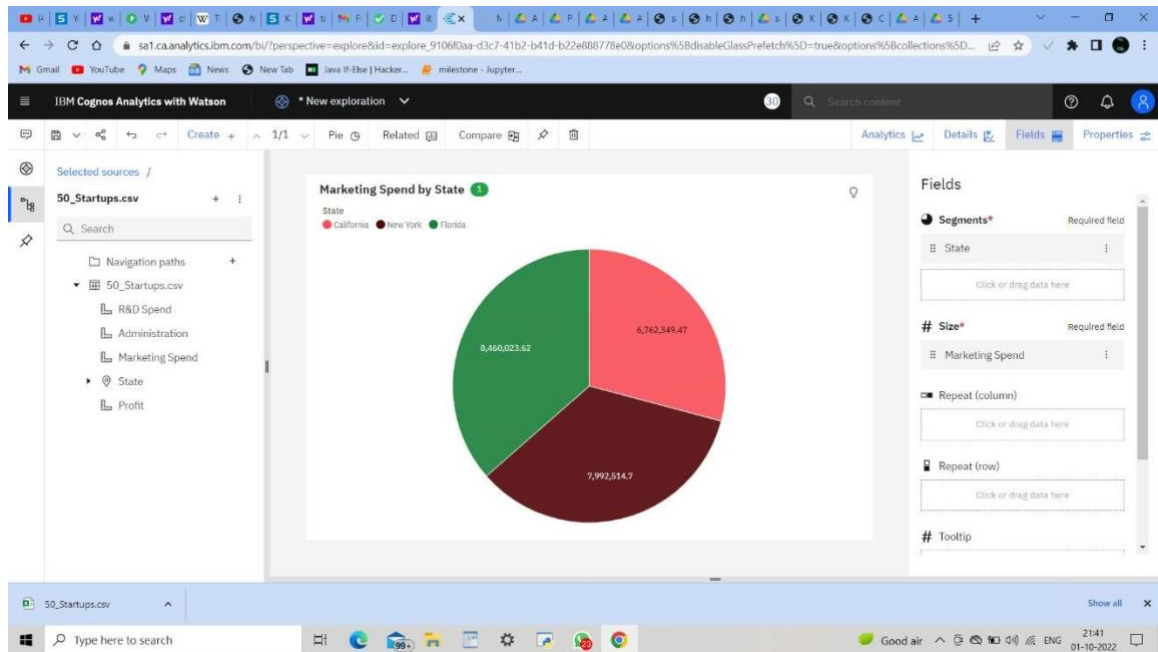 sa1.ca.analytics.ibm.com/bi/?perspective=explore&id=explore_9106f0aa-d3c7-41b2-b41d-b22e888778e0&options%5BdisableGlassPrefetch%5D=true&options%5Bcollections%5D...
Gmail YouTube Maps News New Tab Java If-Else | Hacker... milestone - Jupyter...
IBM Cognos Analytics with Watson * New exploration 30 Search content
Create + 1/1 Pie Related Compare Analytics Details Fields Properties
Selected sources /
50_Startups.csv
Search
Navigation paths +
50_Startups.csv
R&D Spend
Administration
Marketing Spend
State
Profit
Marketing Spend by State 1
State
California New York Florida
6,762,349.47
8,460,023.62
7,992,514.7
Fields
Segments* Required field
State
Click or drag data here
# Size* Required field
Marketing Spend
Repeat (column)
Click or drag data here
Repeat (row)
Click or drag data here
# Tooltip
50_Startups.csv Show all
Type here to search 99+ Good air ENG 21:41
01-10-2022